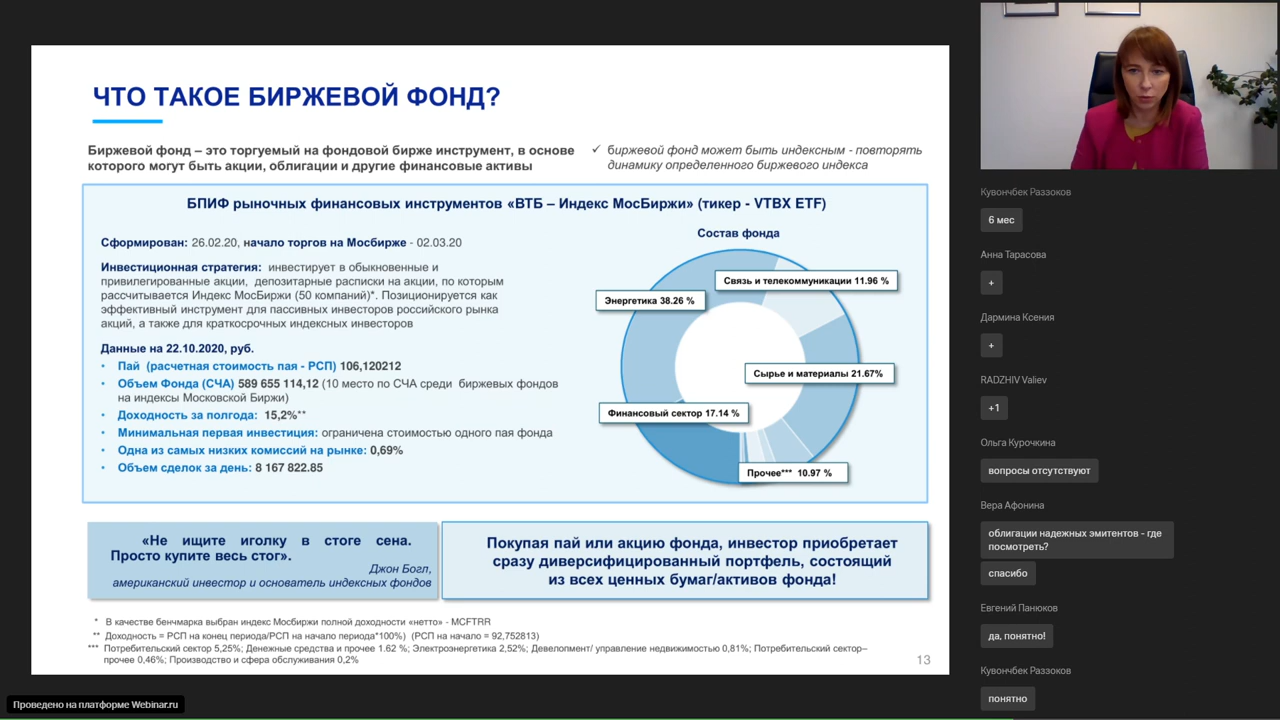 ЧТО ТАКОЕ БИРЖЕВОЙ ФОНД?
Биржевой фонд – это торгуемый на фондовой бирже инструмент, в основе
которого могут быть акции, облигации и другие финансовые активы
✓ биржевой фонд может быть индексным - повторять
динамику определенного биржевого индекса
БПИФ рыночных финансовых инструментов «ВТБ – Индекс МосБиржи» (тикер - VTBX ETF)
Сформирован: 26.02.20, начало торгов на Мосбирже - 02.03.20
Инвестиционная стратегия: инвестирует в обыкновенные и
привилегированные акции, депозитарные расписки на акции, по которым
рассчитывается Индекс МосБиржи (50 компаний)*. Позиционируется как
эффективный инструмент для пассивных инвесторов российского рынка
акций, а также для краткосрочных индексных инвесторов
Данные на 22.10.2020, руб.
• Пай (расчетная стоимость пая - РСП) 106,120212
• Объем Фонда (СЧА) 589 655 114,12 (10 место по СЧА среди биржевых фондов
на индексы Московской Биржи)
• Доходность за полгода: 15,2%**
• Минимальная первая инвестиция: ограничена стоимостью одного пая фонда
• Одна из самых низких комиссий на рынке: 0,69%
• Объем сделок за день: 8 167 822.85
Состав фонда
Связь и телекоммуникации 11.96 %
Энергетика 38.26 %
Сырье и материалы 21.67%
Финансовый сектор 17.14 %
Прочее*** 10.97 %
«Не ищите иголку в стоге сена.
Просто купите весь стог».
Джон Богл,
американский инвестор и основатель индексных фондов
Покупая пай или акцию фонда, инвестор приобретает
сразу диверсифицированный портфель, состоящий
из всех ценных бумаг/активов фонда!
* В качестве бенчмарка выбран индекс Мосбиржи полной доходности «нетто» - MCFTRR
** Доходность = РСП на конец периода/РСП на начало периода*100%) (РСП на начало = 92,752813)
*** Потребительский сектор 5,25%; Денежные средства и прочее 1.62 %; Электроэнергетика 2,52%; Девелопмент/ управление недвижимостью 0,81%; Потребительский сектор–
прочее 0,46%; Производство и сфера обслуживания 0,2%
13
Проведено на платформе Webinar.ru
Кувончбек Раззоков
6 мес
Анна Тарасова
+
Дармина Ксения
+
RADZHIV Valiev
+1
Ольга Курочкина
вопросы отсутствуют
Вера Афонина
облигации надежных эмитентов - где
посмотреть?
спасибо
Евгений Панюков
да, понятно!
Кувончбек Раззоков
понятно